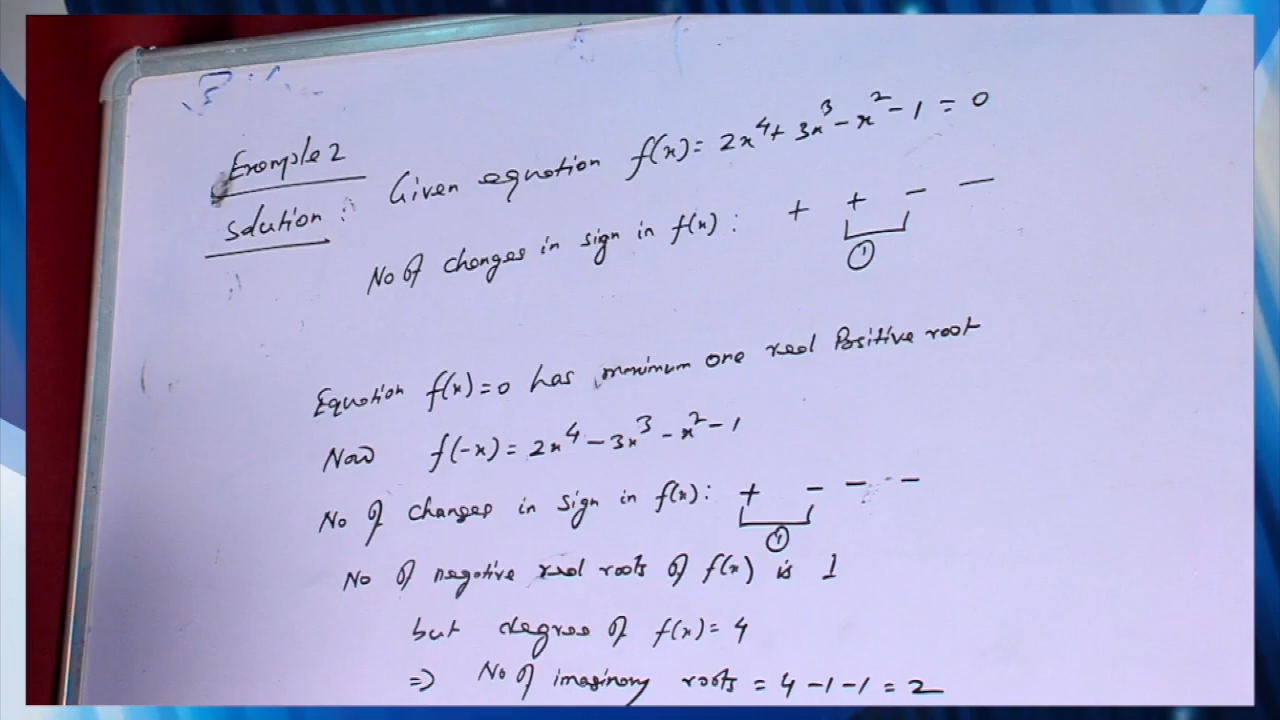 Example 2
Solution : Given equation f(x) = 2x⁴ + 3x³ - x² - 1 = 0
No of changes in sign in f(x) : + + - -
①
Equation f(x) = 0 has minimum one real Positive root
Now f(-x) = 2x⁴ - 3x³ - x² - 1
No of changes in sign in f(x) : + - - -
①
No of negative real roots of f(x) is 1
but degree of f(x) = 4
=> No of imaginary roots = 4 - 1 - 1 = 2